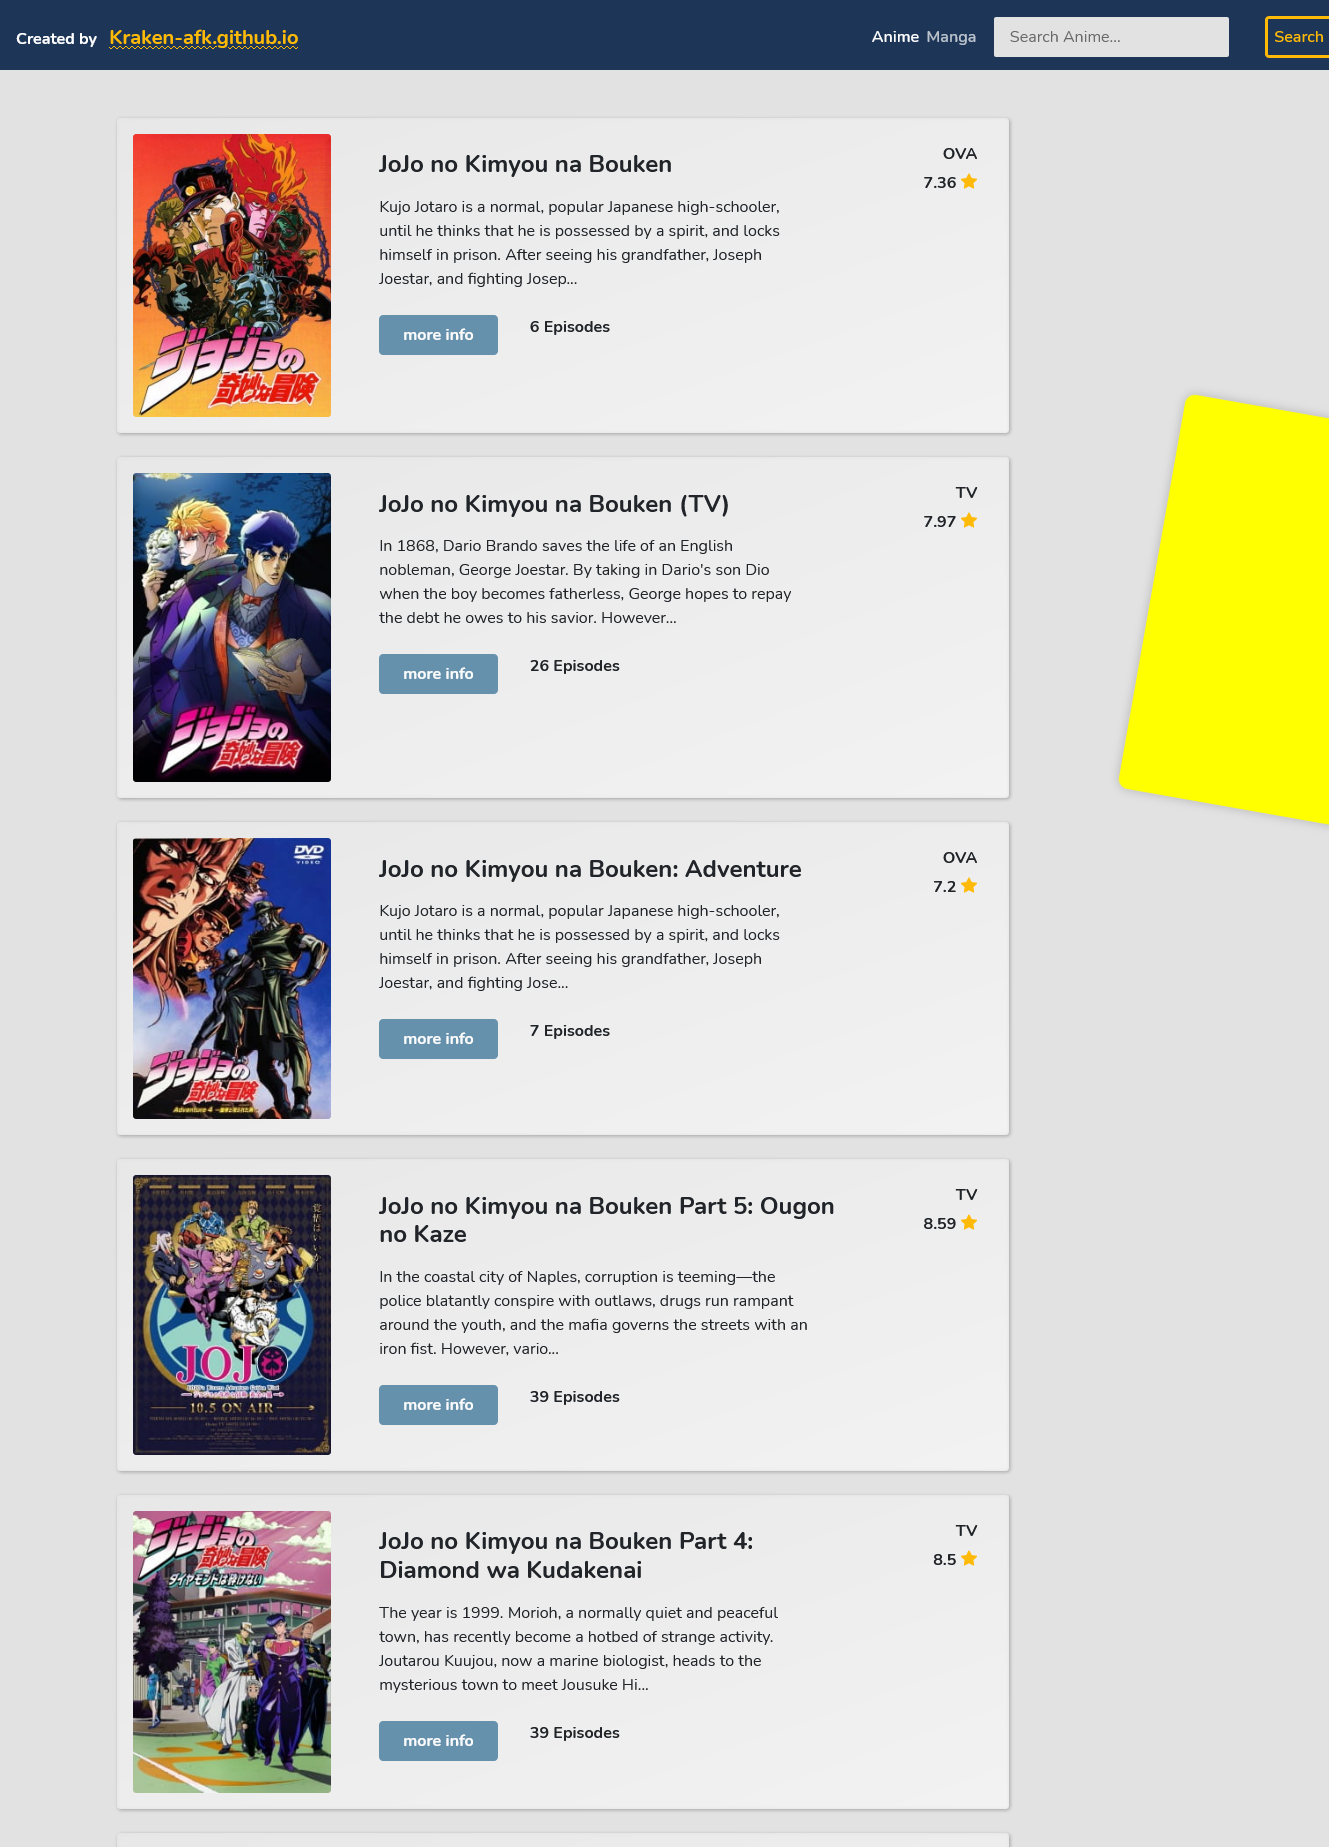 Created by Kraken-afk.github.io
Anime Manga Search Anime... Search
JoJo no Kimyou na Bouken
OVA
7.36
Kujo Jotaro is a normal, popular Japanese high-schooler,
until he thinks that he is possessed by a spirit, and locks
himself in prison. After seeing his grandfather, Joseph
Joestar, and fighting Josep...
more info
6 Episodes
ジョジョの
奇妙な冒険
JoJo no Kimyou na Bouken (TV)
TV
7.97
In 1868, Dario Brando saves the life of an English
nobleman, George Joestar. By taking in Dario's son Dio
when the boy becomes fatherless, George hopes to repay
the debt he owes to his savior. However...
more info
26 Episodes
ジョジョの
奇妙な冒険
DVD
VIDEO
JoJo no Kimyou na Bouken: Adventure
OVA
7.2
Kujo Jotaro is a normal, popular Japanese high-schooler,
until he thinks that he is possessed by a spirit, and locks
himself in prison. After seeing his grandfather, Joseph
Joestar, and fighting Jose...
more info
7 Episodes
ジョジョの
奇妙な冒険
Adventure 4
JoJo no Kimyou na Bouken Part 5: Ougon
no Kaze
TV
8.59
In the coastal city of Naples, corruption is teeming—the
police blatantly conspire with outlaws, drugs run rampant
around the youth, and the mafia governs the streets with an
iron fist. However, vario...
more info
39 Episodes
JOJO
10.5 ON AIR
ジョジョの
奇妙な冒険
ダイヤモンドは砕けない
JoJo no Kimyou na Bouken Part 4:
Diamond wa Kudakenai
TV
8.5
The year is 1999. Morioh, a normally quiet and peaceful
town, has recently become a hotbed of strange activity.
Joutarou Kuujou, now a marine biologist, heads to the
mysterious town to meet Jousuke Hi...
more info
39 Episodes